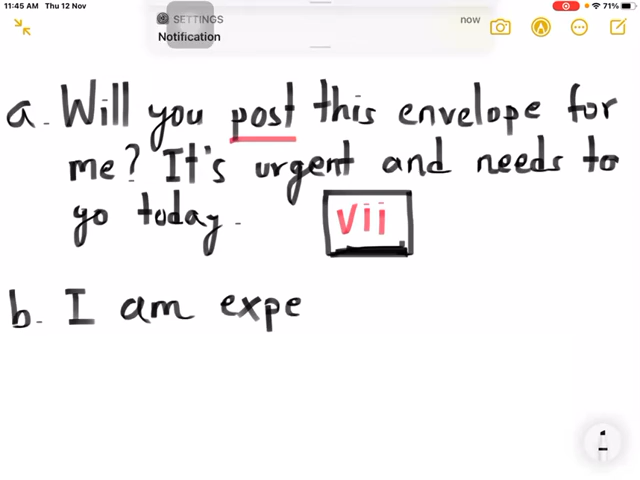 11:45 AM Thu 12 Nov
71%
SETTINGS
now
Notification
a. Will you post this envelope for
me? It's urgent and needs to
go today.
vii
b. I am expe
1